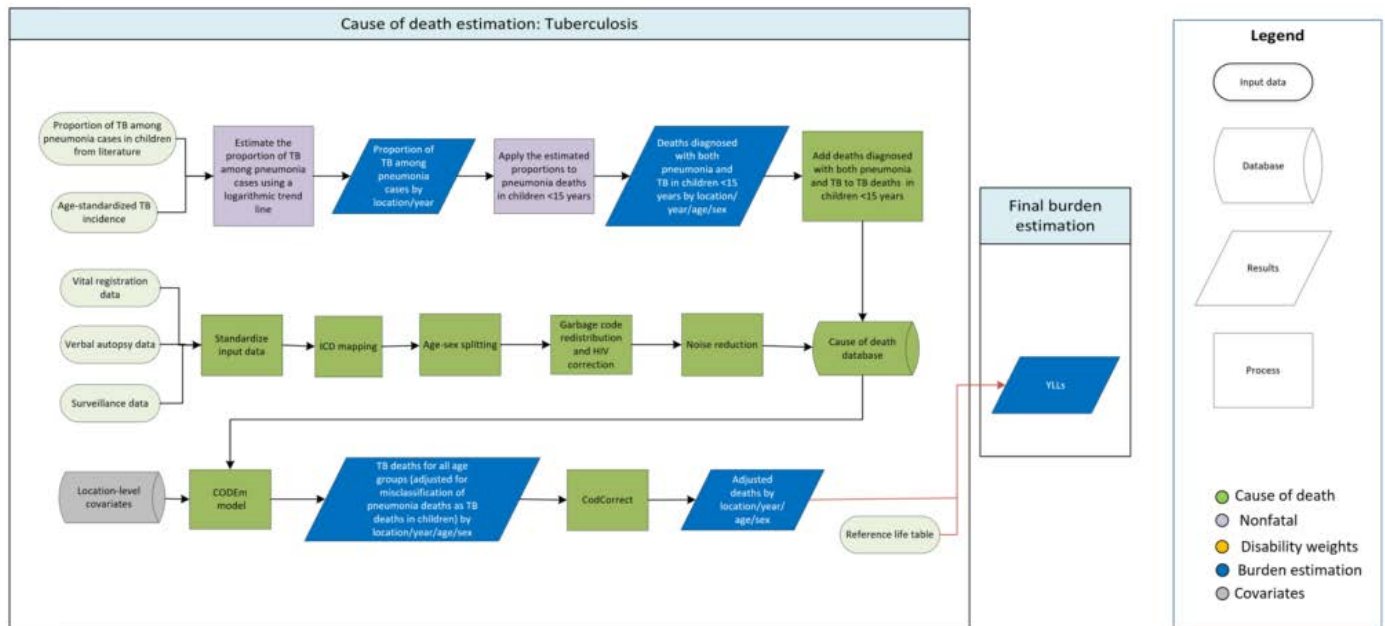 Cause of death estimation: Tuberculosis
Proportion of TB among
pneumonia cases in children
from literature
Age-standardized TB
incidence
Estimate the
proportion of TB
among pneumonia
cases using a
logarithmic trend
line
Proportion of
TB among
pneumonia
cases by
location/year
Apply the estimated
proportions to
pneumonia deaths
in children <15 years
Deaths diagnosed
with both
pneumonia and
TB in children <15
years by location/
year/age/sex
Add deaths diagnosed
with both pneumonia
and TB to TB deaths in
children <15 years
Vital registration
data
Verbal autopsy data
Surveillance data
Standardize
input data
ICD mapping
Age-sex splitting
Garbage code
redistribution
and HIV
correction
Noise reduction
Cause of death
database
Location-level
covariates
CODEm
model
TB deaths for all age
groups (adjusted for
misclassification of
pneumonia deaths as TB
deaths in children) by
location/year/age/sex
CodCorrect
Adjusted
deaths by
location/year/
age/sex
Reference life table
Final burden
estimation
YLLs
Legend
Input data
Database
Results
Process
Cause of death
Nonfatal
Disability weights
Burden estimation
Covariates